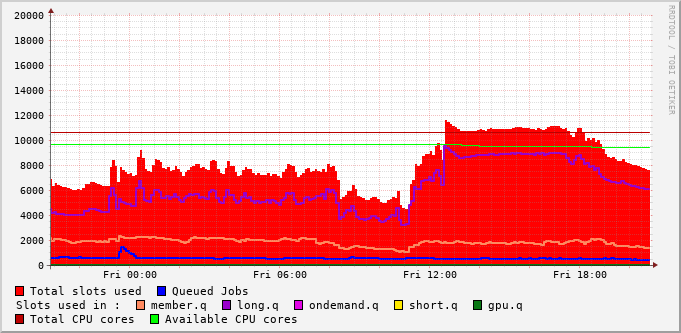 20000
18000
16000
14000
12000
10000
8000
6000
4000
2000
0
Fri 00:00 Fri 06:00 Fri 12:00 Fri 18:00
RRDTOOL / TOBI OETIKER
Total slots used Queued Jobs
Slots used in : member.q long.q ondemand.q short.q gpu.q
Total CPU cores Available CPU cores